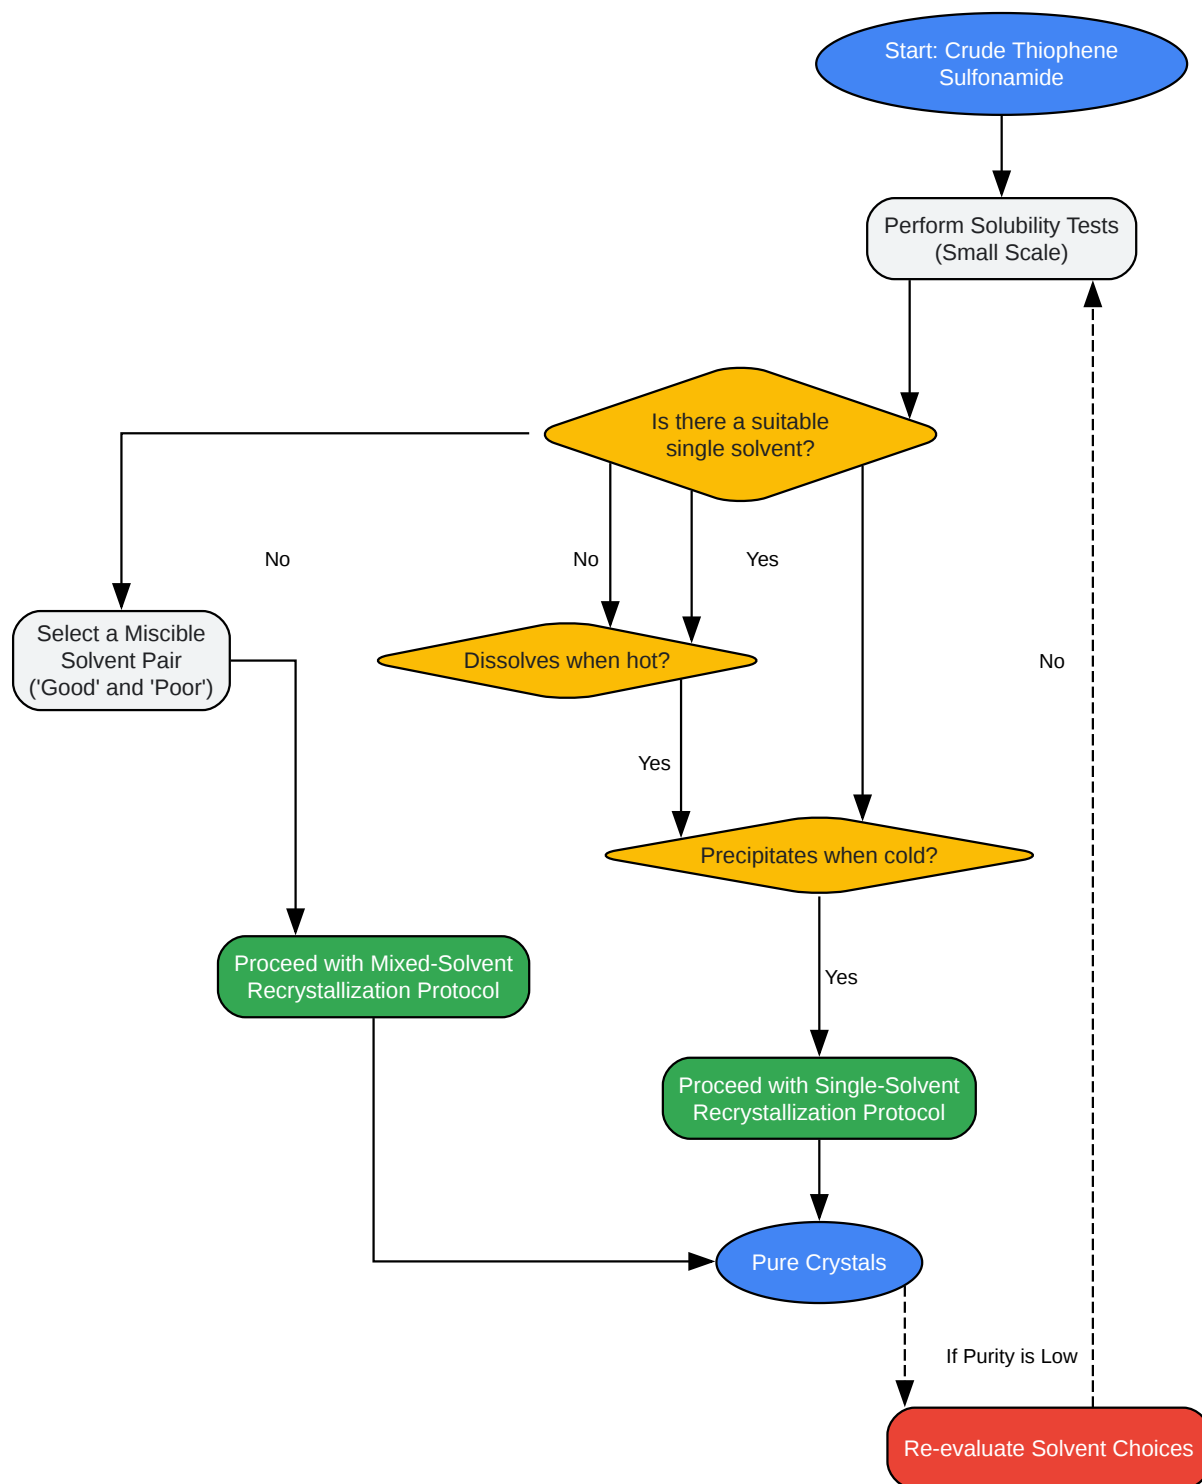 Start: Crude Thiophene
Sulfonamide
Perform Solubility Tests
(Small Scale)
Is there a suitable
single solvent?
No
No
Yes
Select a Miscible
Solvent Pair
('Good' and 'Poor')
Dissolves when hot?
No
Yes
Precipitates when cold?
Proceed with Mixed-Solvent
Recrystallization Protocol
Yes
Proceed with Single-Solvent
Recrystallization Protocol
Pure Crystals
If Purity is Low
Re-evaluate Solvent Choices